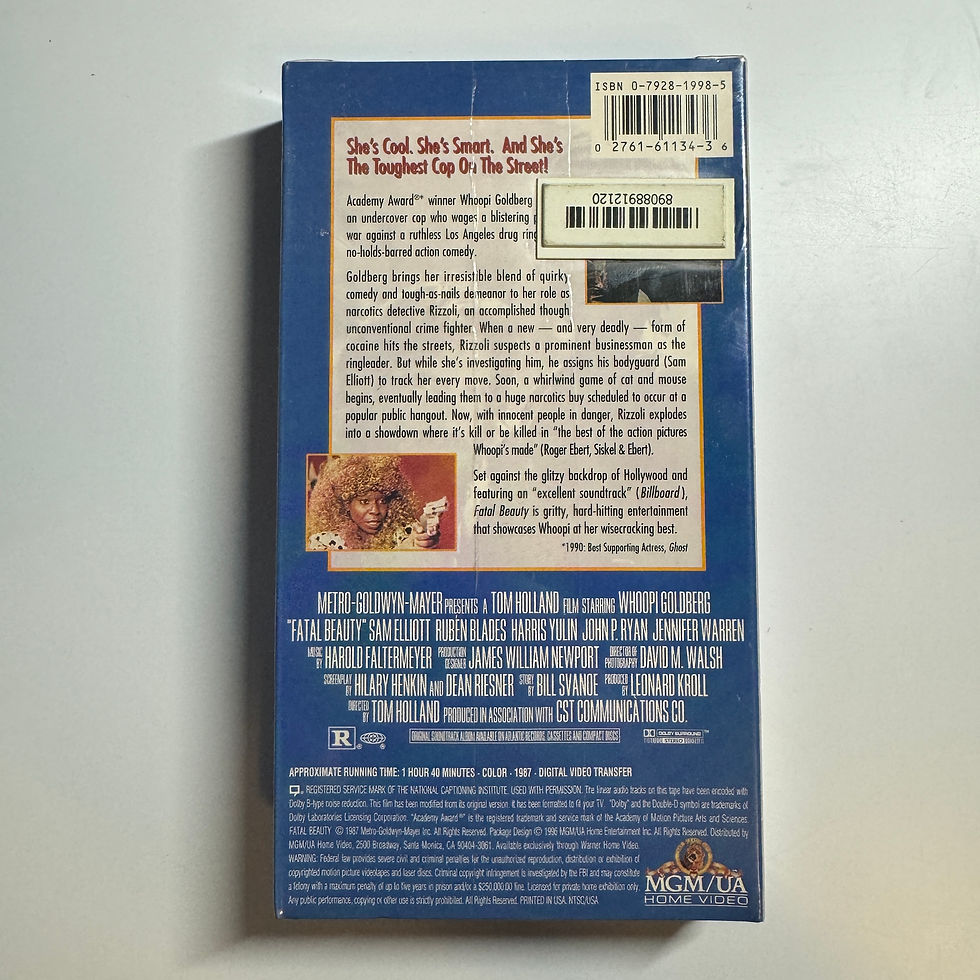 ISBN 0-7928-1998-5
0 2761-61134-3 6
She's Cool. She's Smart. And She's
The Toughest Cop On The Street!
890889121220
Academy Award®* winner Whoopi Goldberg
an undercover cop who wages a blistering
war against a ruthless Los Angeles drug ring
no-holds-barred action comedy.
Goldberg brings her irresistible blend of quirky
comedy and tough-as-nails demeanor to her role as
narcotics detective Rizzoli, an accomplished though
unconventional crime fighter. When a new — and very deadly — form of
cocaine hits the streets, Rizzoli suspects a prominent businessman as the
ringleader. But while she's investigating him, he assigns his bodyguard (Sam
Elliott) to track her every move. Soon, a whirlwind game of cat and mouse
begins, eventually leading them to a huge narcotics buy scheduled to occur at a
popular public hangout. Now, with innocent people in danger, Rizzoli explodes
into a showdown where it's kill or be killed in "the best of the action pictures
Whoopi's made" (Roger Ebert, Siskel & Ebert).
Set against the glitzy backdrop of Hollywood and
featuring an "excellent soundtrack" (Billboard),
Fatal Beauty is gritty, hard-hitting entertainment
that showcases Whoopi at her wisecracking best.
*1990: Best Supporting Actress, Ghost
METRO-GOLDWYN-MAYER PRESENTS A TOM HOLLAND FILM STARRING WHOOPI GOLDBERG
"FATAL BEAUTY" SAM ELLIOTT RUBÉN BLADES HARRIS YULIN JOHN P. RYAN JENNIFER WARREN
MUSIC BY HAROLD FALTERMEYER PRODUCTION DESIGNER JAMES WILLIAM NEWPORT DIRECTOR OF PHOTOGRAPHY DAVID M. WALSH
SCREENPLAY BY HILARY HENKIN AND DEAN RIESNER STORY BY BILL SVANOE PRODUCED BY LEONARD KROLL
DIRECTED BY TOM HOLLAND PRODUCED IN ASSOCIATION WITH CST COMMUNICATIONS CO.
R ORIGINAL SOUNDTRACK ALBUM AVAILABLE ON ATLANTIC RECORDS, CASSETTES AND COMPACT DISCS DOLBY SURROUND™
APPROXIMATE RUNNING TIME: 1 HOUR 40 MINUTES · COLOR · 1987 · DIGITAL VIDEO TRANSFER
REGISTERED SERVICE MARK OF THE NATIONAL CAPTIONING INSTITUTE. USED WITH PERMISSION. The linear audio tracks on this tape have been encoded with
Dolby B-type noise reduction. This film has been modified from its original version. It has been formatted to fit your TV. "Dolby" and the Double-D symbol are trademarks of
Dolby Laboratories Licensing Corporation. "Academy Award®" is the registered trademark and service mark of the Academy of Motion Picture Arts and Sciences.
FATAL BEAUTY © 1987 Metro-Goldwyn-Mayer Inc. All Rights Reserved. Package Design © 1996 MGM/UA Home Entertainment Inc. All Rights Reserved. Distributed by
MGM/UA Home Video, 2500 Broadway, Santa Monica, CA 90404-3061. Available exclusively through Warner Home Video.
WARNING: Federal law provides severe civil and criminal penalties for the unauthorized reproduction, distribution or exhibition of
copyrighted motion picture videotapes and laser discs. Criminal copyright infringement is investigated by the FBI and may constitute
a felony with a maximum penalty of up to five years in prison and/or a $250,000.00 fine. Licensed for private home exhibition only.
Any public performance, copying or other use is strictly prohibited. All Rights Reserved. PRINTED IN USA. NTSC/USA
MGM/UA
HOME VIDEO